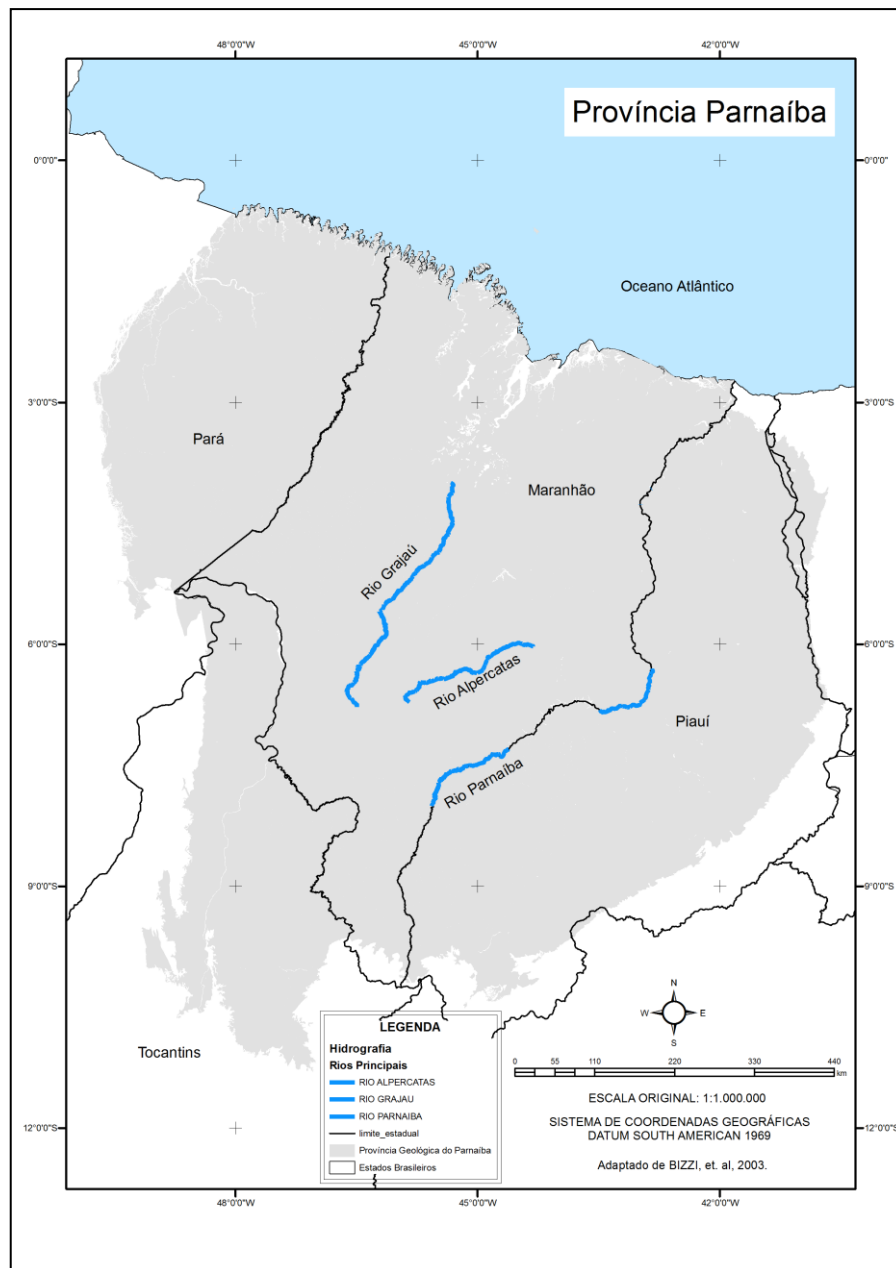 48°0'0"W 45°0'0"W 42°0'0"W
Província Parnaíba
0°0'0" 0°0'0"
Oceano Atlântico
3°0'0"S 3°0'0"S
Pará
Maranhão
Rio Grajaú
6°0'0"S 6°0'0"S
Rio Alpercatas
Piauí
Rio Parnaíba
9°0'0"S 9°0'0"S
N
W E
S
Tocantins
LEGENDA
Hidrografia
Rios Principais
RIO ALPERCATAS
RIO GRAJAU
RIO PARNAIBA
limite_estadual
Província Geológica do Parnaíba
Estados Brasileiros
0 55 110 220 330 440
km
ESCALA ORIGINAL: 1:1.000.000
SISTEMA DE COORDENADAS GEOGRÁFICAS
DATUM SOUTH AMERICAN 1969
Adaptado de BIZZI, et. al, 2003.
12°0'0"S 12°0'0"S
48°0'0"W 45°0'0"W 42°0'0"W